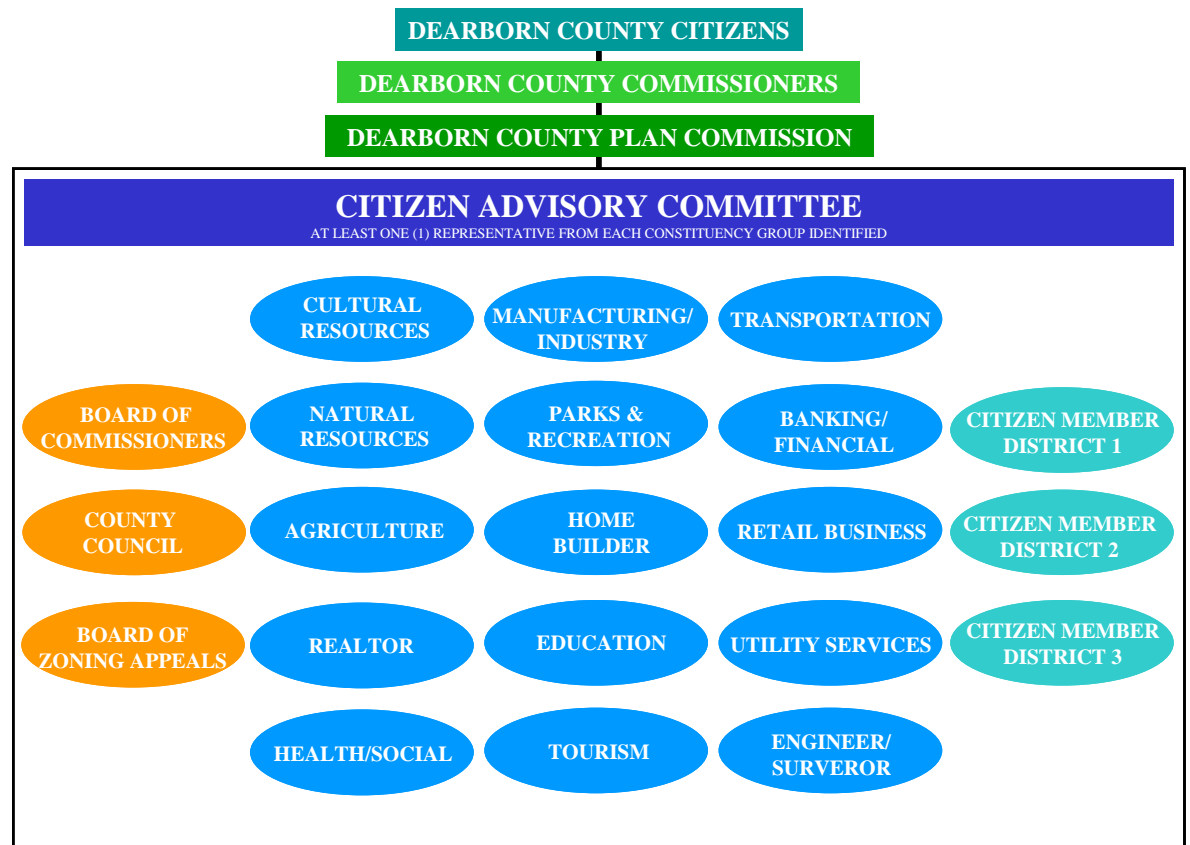 DEARBORN COUNTY CITIZENS
DEARBORN COUNTY COMMISSIONERS
DEARBORN COUNTY PLAN COMMISSION
CITIZEN ADVISORY COMMITTEE
AT LEAST ONE (1) REPRESENTATIVE FROM EACH CONSTITUENCY GROUP IDENTIFIED
CULTURAL
RESOURCES
MANUFACTURING/
INDUSTRY
TRANSPORTATION
BOARD OF
COMMISSIONERS
NATURAL
RESOURCES
PARKS &
RECREATION
BANKING/
FINANCIAL
CITIZEN MEMBER
DISTRICT 1
COUNTY
COUNCIL
AGRICULTURE
HOME
BUILDER
RETAIL BUSINESS
CITIZEN MEMBER
DISTRICT 2
BOARD OF
ZONING APPEALS
REALTOR
EDUCATION
UTILITY SERVICES
CITIZEN MEMBER
DISTRICT 3
HEALTH/SOCIAL
TOURISM
ENGINEER/
SURVEROR